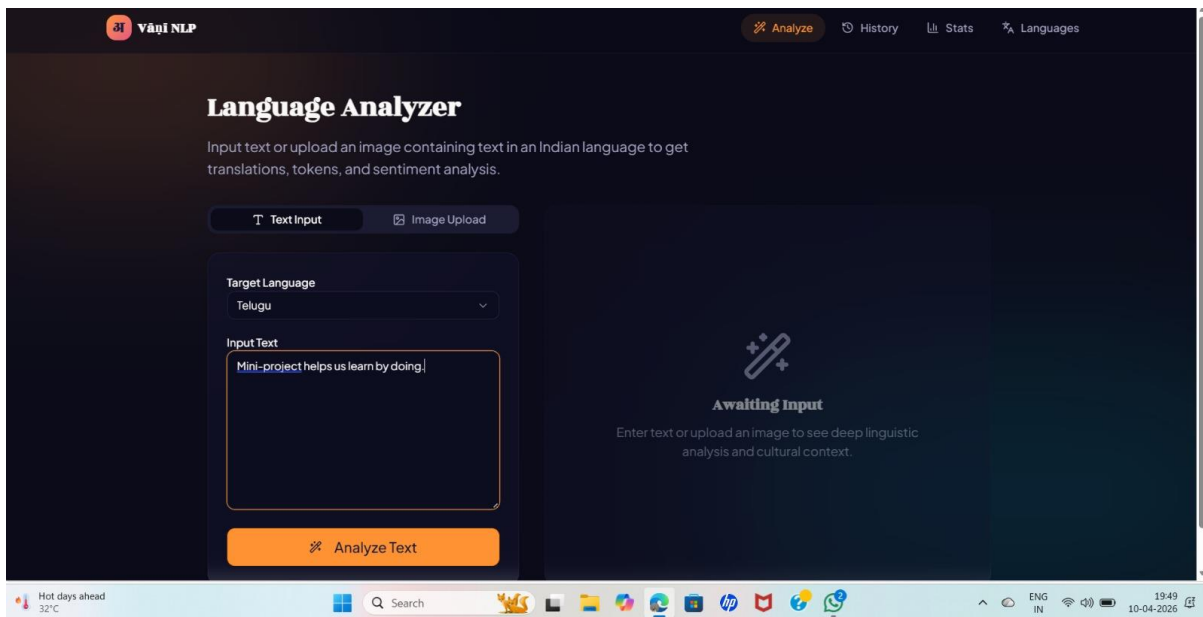 अ Vāṇī NLP
Analyze History Stats Languages
Language Analyzer
Input text or upload an image containing text in an Indian language to get
translations, tokens, and sentiment analysis.
Text Input Image Upload
Target Language
Telugu
Input Text
Mini-project helps us learn by doing.
Analyze Text
Awaiting Input
Enter text or upload an image to see deep linguistic
analysis and cultural context.
Hot days ahead
32°C
Search
hp
2
ENG
IN
19:49
10-04-2026